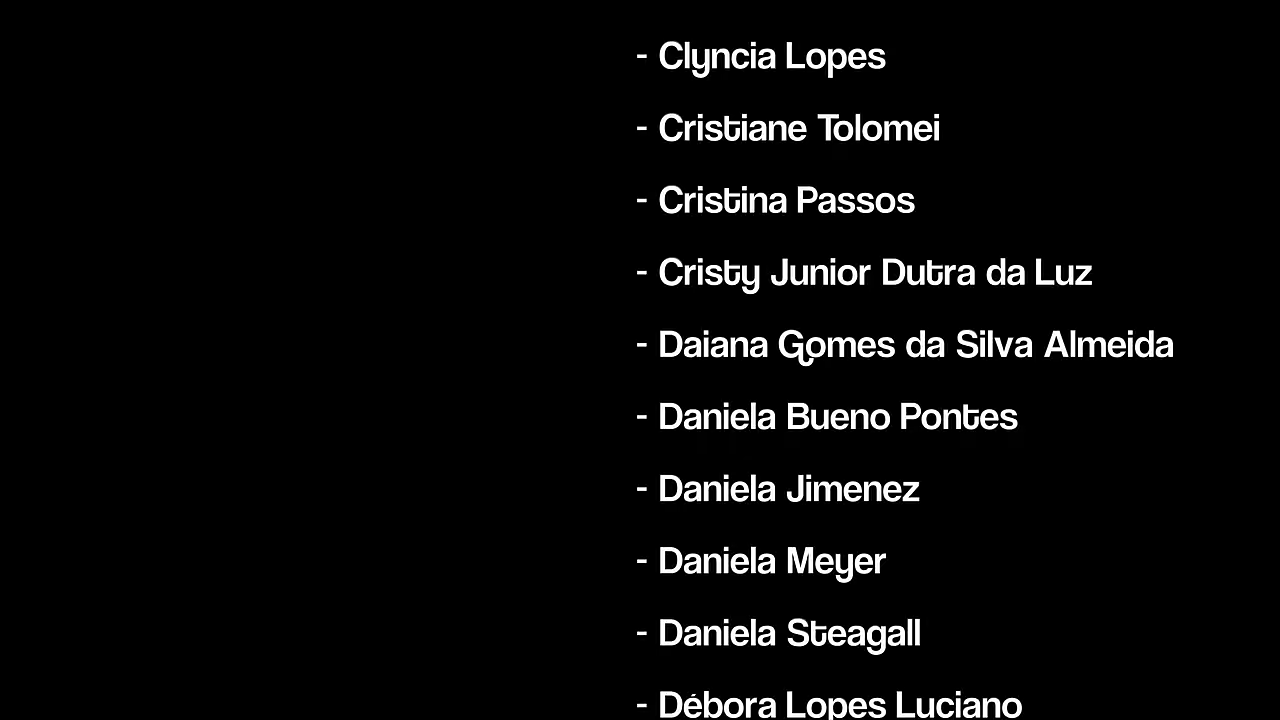 - Clyncia Lopes
- Cristiane Tolomei
- Cristina Passos
- Cristy Junior Dutra da Luz
- Daiana Gomes da Silva Almeida
- Daniela Bueno Pontes
- Daniela Jimenez
- Daniela Meyer
- Daniela Steagall
- Débora Lopes Luciano